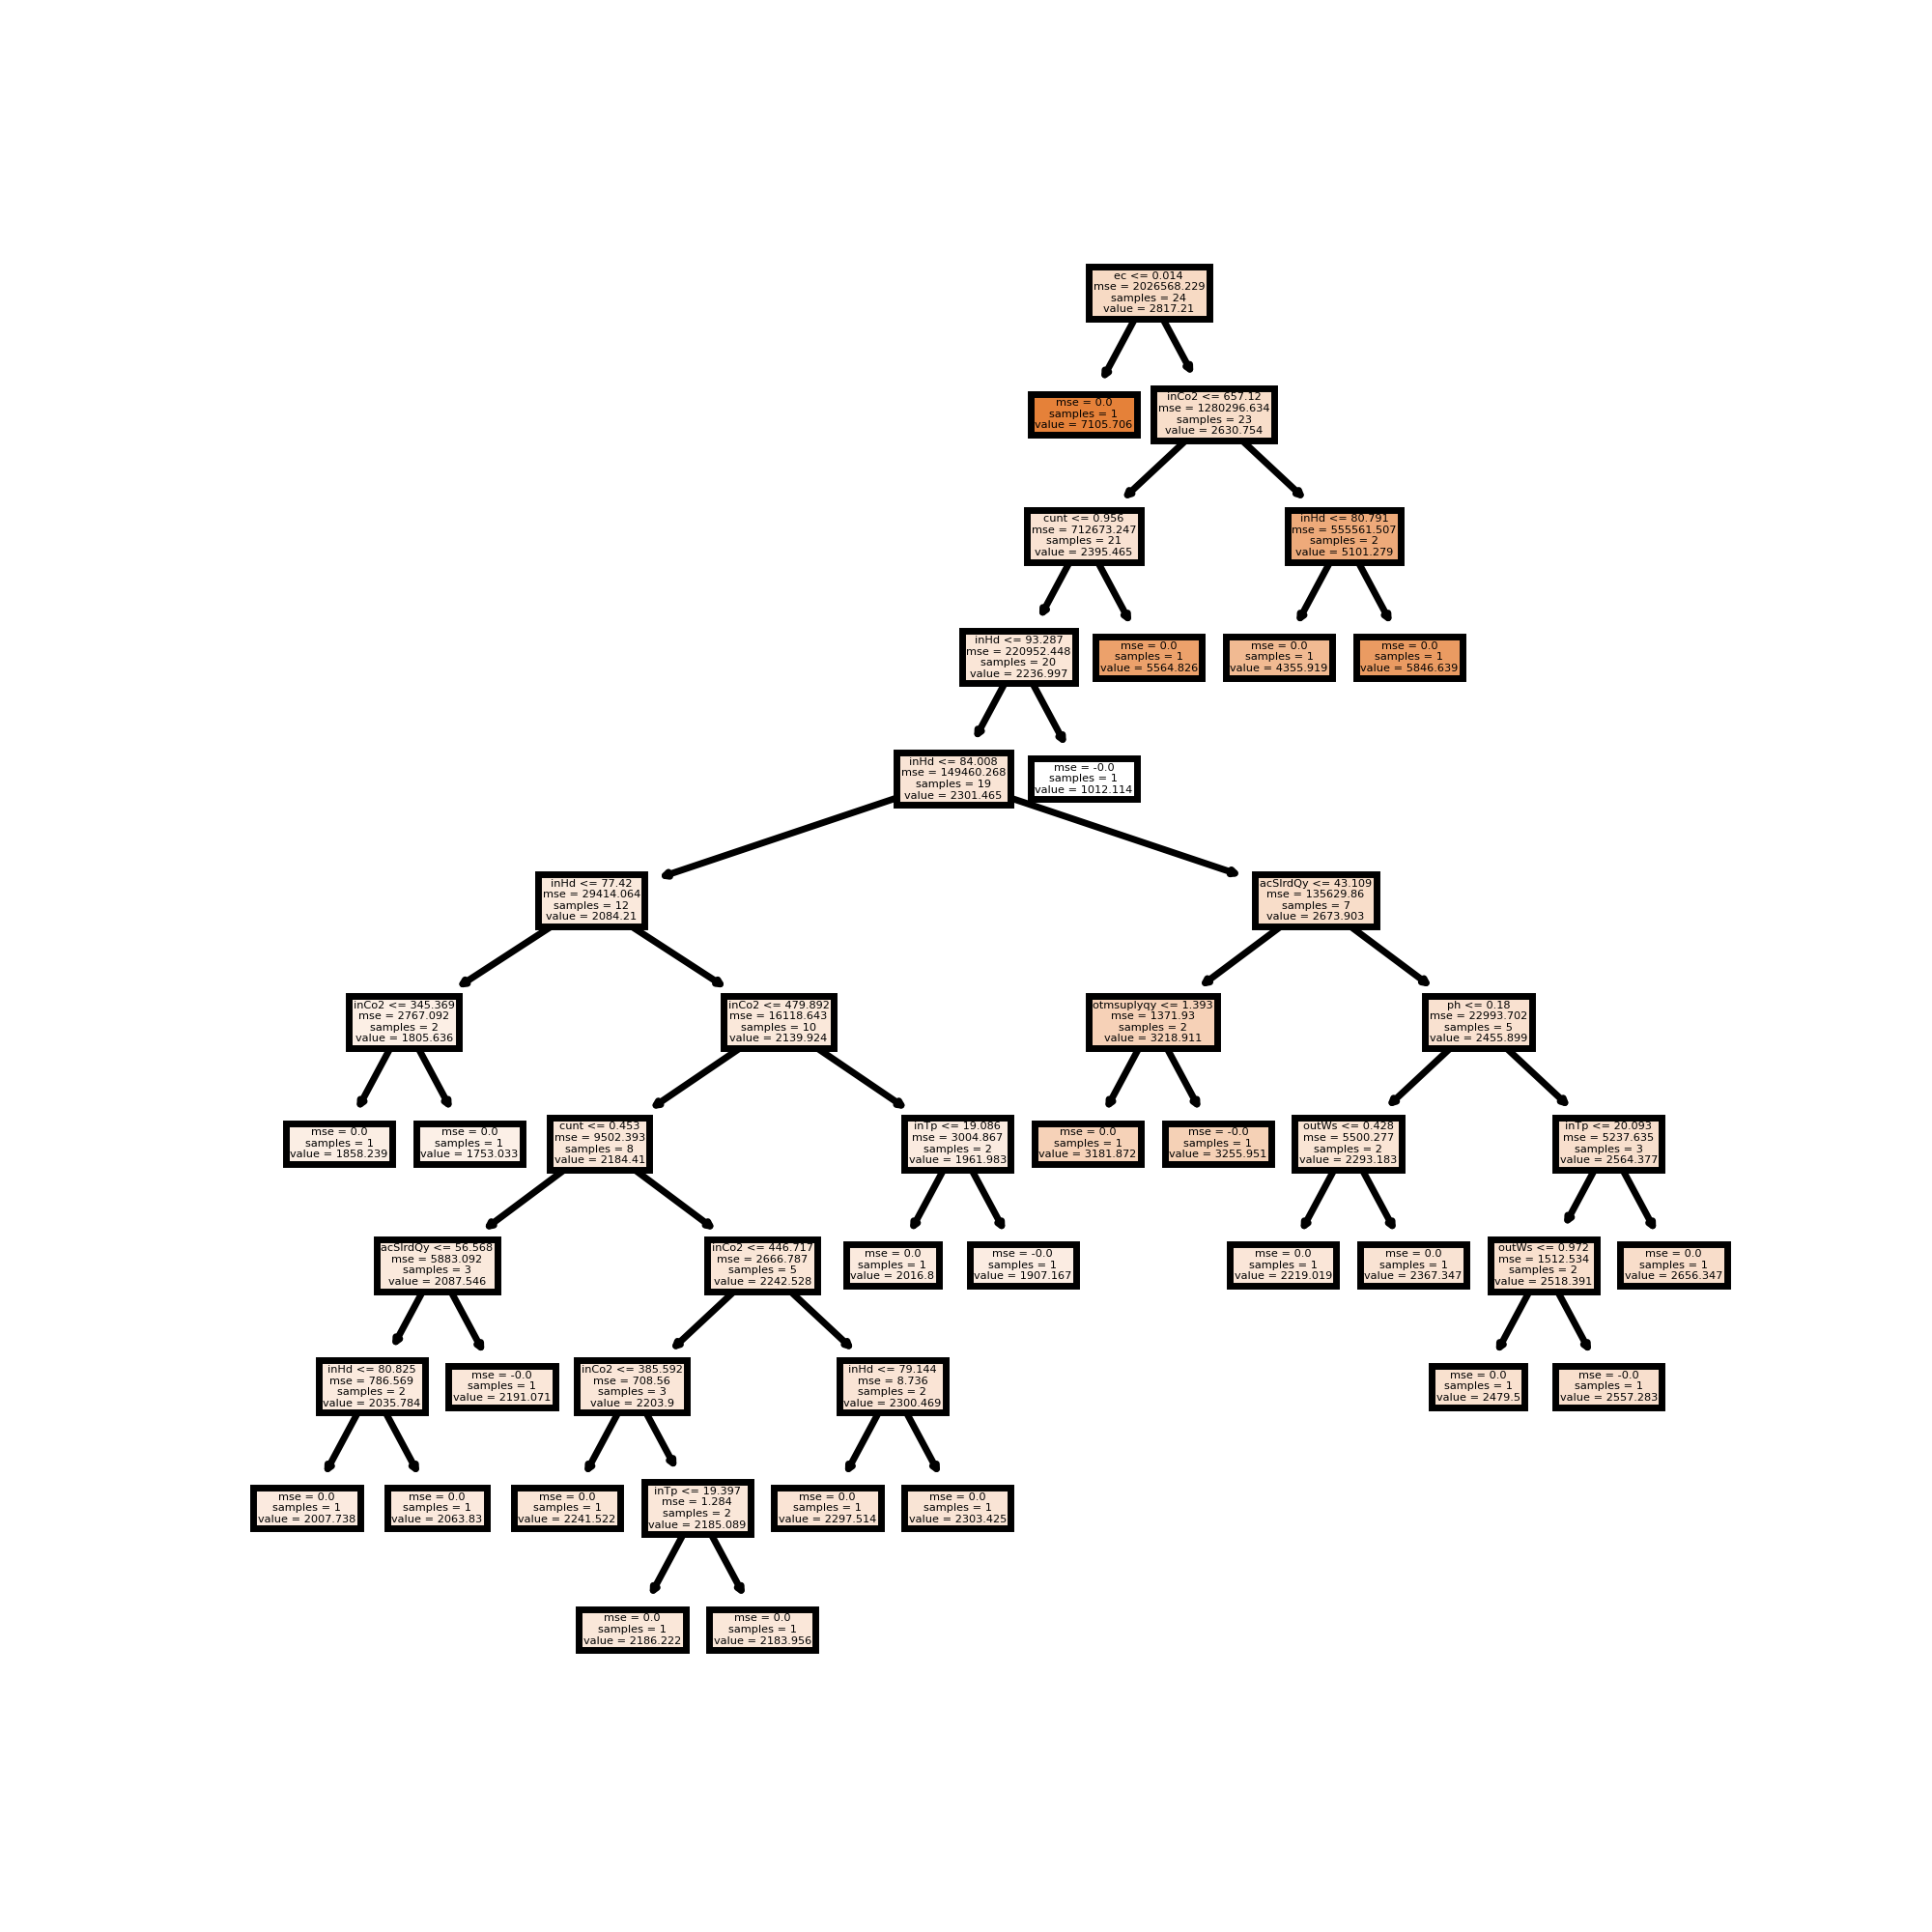 ec <= 0.014
mse = 2026568.229
samples = 24
value = 2817.21
mse = 0.0
samples = 1
value = 7105.706
inCo2 <= 657.12
mse = 1280296.634
samples = 23
value = 2630.754
cunt <= 0.956
mse = 712673.247
samples = 21
value = 2395.465
inHd <= 80.791
mse = 555561.507
samples = 2
value = 5101.279
inHd <= 93.287
mse = 220952.448
samples = 20
value = 2236.997
mse = 0.0
samples = 1
value = 5564.826
mse = 0.0
samples = 1
value = 4355.919
mse = 0.0
samples = 1
value = 5846.639
inHd <= 84.008
mse = 149460.268
samples = 19
value = 2301.465
mse = -0.0
samples = 1
value = 1012.114
inHd <= 77.42
mse = 29414.064
samples = 12
value = 2084.21
acSlrdQy <= 43.109
mse = 135629.86
samples = 7
value = 2673.903
inCo2 <= 345.369
mse = 2767.092
samples = 2
value = 1805.636
inCo2 <= 479.892
mse = 16118.643
samples = 10
value = 2139.924
otmsuplyqy <= 1.393
mse = 1371.93
samples = 2
value = 3218.911
ph <= 0.18
mse = 22993.702
samples = 5
value = 2455.899
mse = 0.0
samples = 1
value = 1858.239
mse = 0.0
samples = 1
value = 1753.033
cunt <= 0.453
mse = 9502.393
samples = 8
value = 2184.41
inTp <= 19.086
mse = 3004.867
samples = 2
value = 1961.983
mse = 0.0
samples = 1
value = 3181.872
mse = -0.0
samples = 1
value = 3255.951
outWs <= 0.428
mse = 5500.277
samples = 2
value = 2293.183
inTp <= 20.093
mse = 5237.635
samples = 3
value = 2564.377
acSlrdQy <= 56.568
mse = 5883.092
samples = 3
value = 2087.546
inCo2 <= 446.717
mse = 2666.787
samples = 5
value = 2242.528
mse = 0.0
samples = 1
value = 2016.8
mse = -0.0
samples = 1
value = 1907.167
mse = 0.0
samples = 1
value = 2219.019
mse = 0.0
samples = 1
value = 2367.347
outWs <= 0.972
mse = 1512.534
samples = 2
value = 2518.391
mse = 0.0
samples = 1
value = 2656.347
inHd <= 80.825
mse = 786.569
samples = 2
value = 2035.784
mse = -0.0
samples = 1
value = 2191.071
inCo2 <= 385.592
mse = 708.56
samples = 3
value = 2203.9
inHd <= 79.144
mse = 8.736
samples = 2
value = 2300.469
mse = 0.0
samples = 1
value = 2479.5
mse = -0.0
samples = 1
value = 2557.283
mse = 0.0
samples = 1
value = 2007.738
mse = 0.0
samples = 1
value = 2063.83
mse = 0.0
samples = 1
value = 2241.522
inTp <= 19.397
mse = 1.284
samples = 2
value = 2185.089
mse = 0.0
samples = 1
value = 2297.514
mse = 0.0
samples = 1
value = 2303.425
mse = 0.0
samples = 1
value = 2186.222
mse = 0.0
samples = 1
value = 2183.956